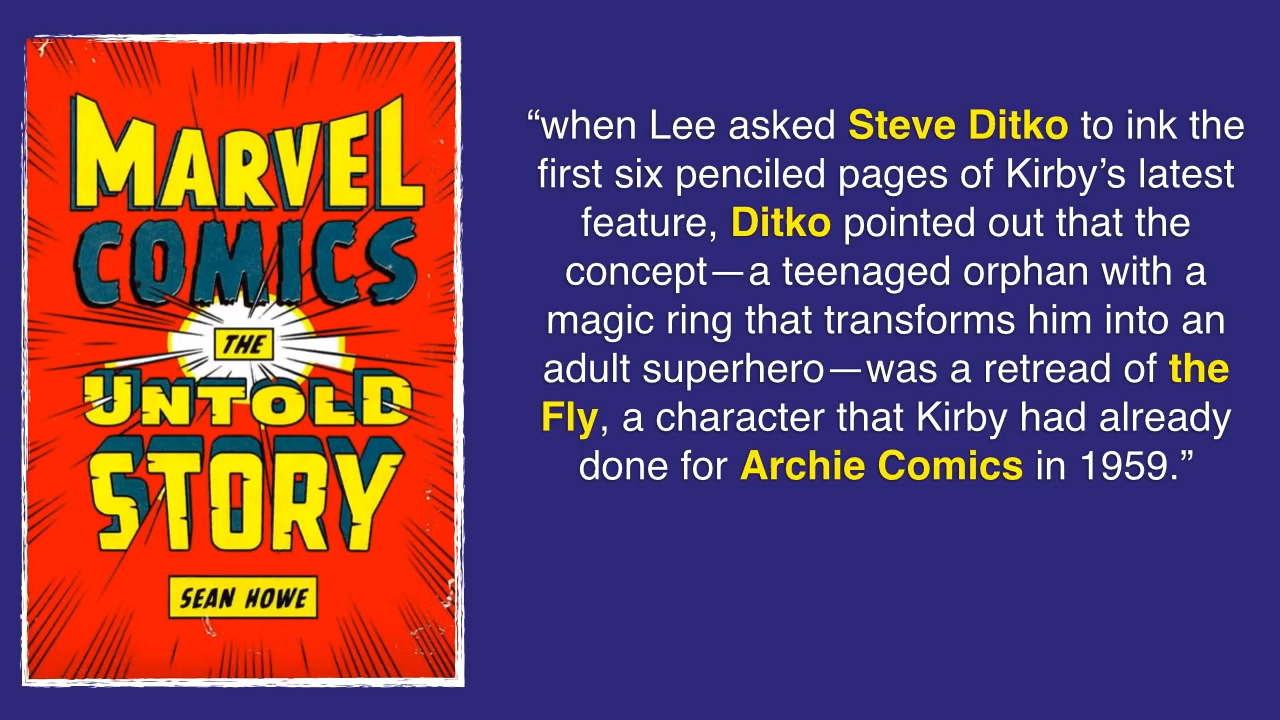 MARVEL
COMICS
THE
UNTOLD
STORY
SEAN HOWE
“when Lee asked Steve Ditko to ink the
first six penciled pages of Kirby’s latest
feature, Ditko pointed out that the
concept—a teenaged orphan with a
magic ring that transforms him into an
adult superhero—was a retread of the
Fly, a character that Kirby had already
done for Archie Comics in 1959.”